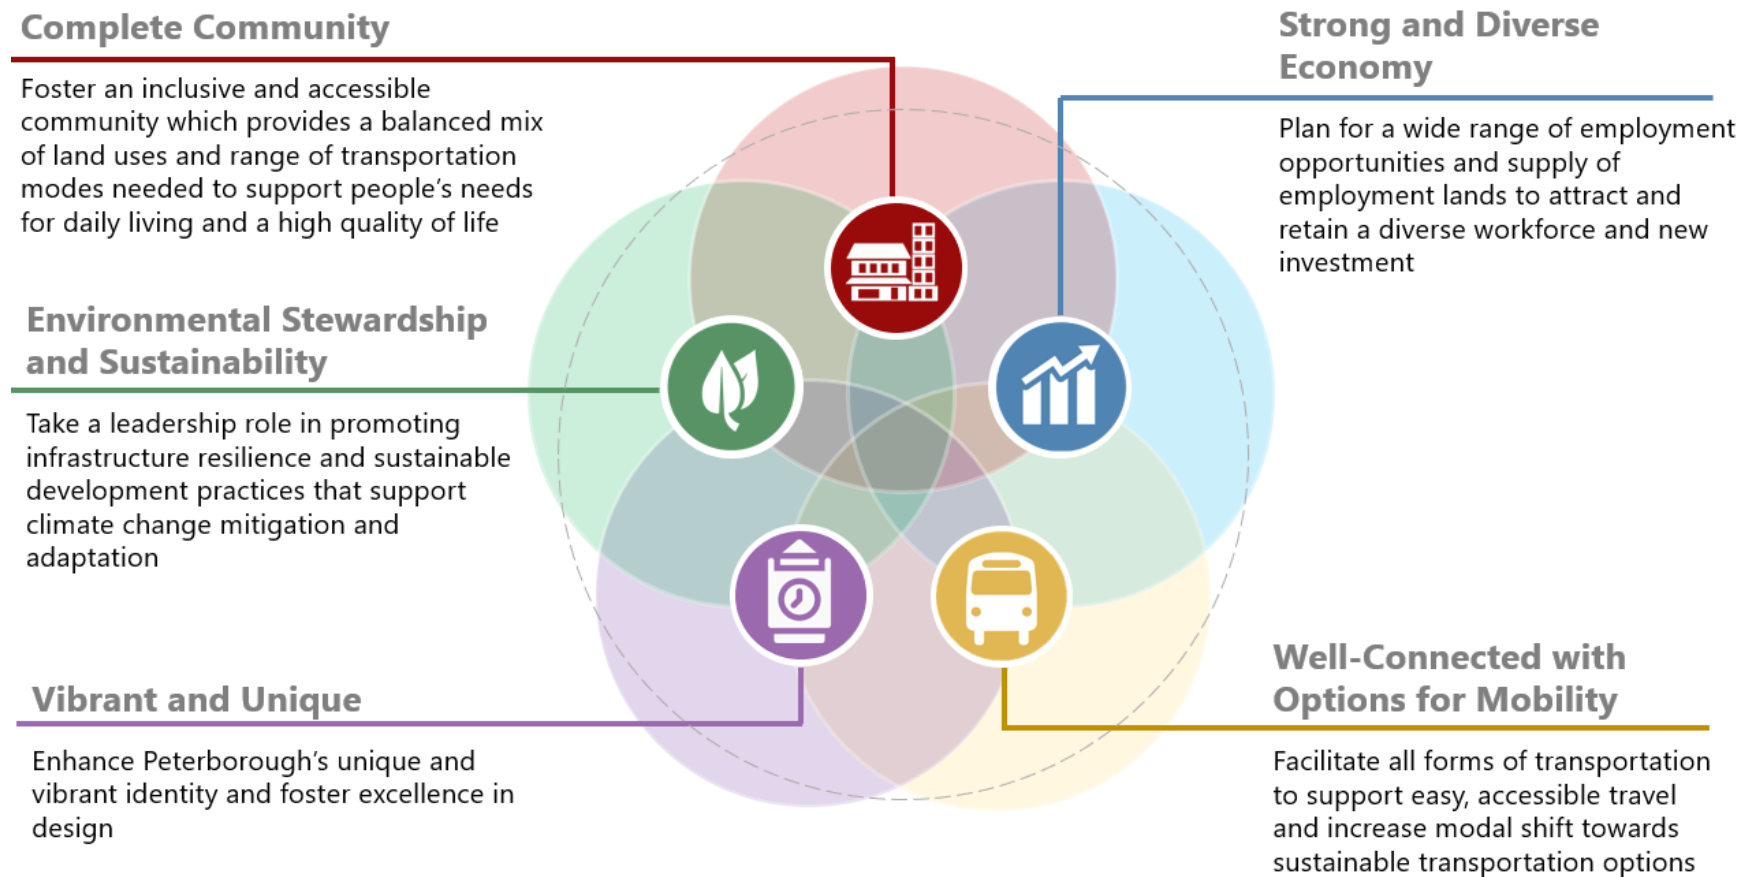 Complete Community
Foster an inclusive and accessible
community which provides a balanced mix
of land uses and range of transportation
modes needed to support people’s needs
for daily living and a high quality of life
Strong and Diverse
Economy
Plan for a wide range of employment
opportunities and supply of
employment lands to attract and
retain a diverse workforce and new
investment
Environmental Stewardship
and Sustainability
Take a leadership role in promoting
infrastructure resilience and sustainable
development practices that support
climate change mitigation and
adaptation
Vibrant and Unique
Enhance Peterborough’s unique and
vibrant identity and foster excellence in
design
Well-Connected with
Options for Mobility
Facilitate all forms of transportation
to support easy, accessible travel
and increase modal shift towards
sustainable transportation options